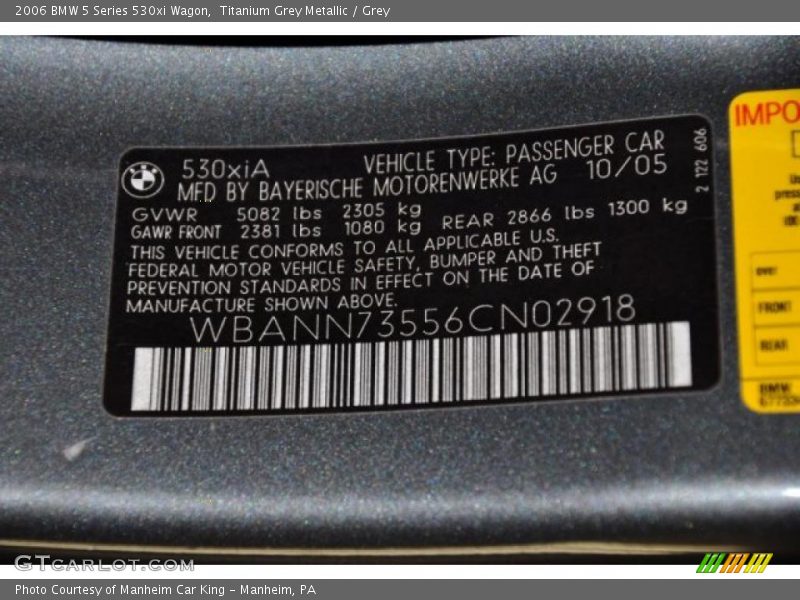 2006 BMW 5 Series 530xi Wagon,  Titanium Grey Metallic / Grey
530xiA VEHICLE TYPE: PASSENGER CAR
MFD BY BAYERISCHE MOTORENWERKE AG 10/05
GVWR 5082 lbs 2305 kg
GAWR FRONT 2381 lbs 1080 kg REAR 2866 lbs 1300 kg
THIS VEHICLE CONFORMS TO ALL APPLICABLE U.S.
FEDERAL MOTOR VEHICLE SAFETY, BUMPER AND THEFT
PREVENTION STANDARDS IN EFFECT ON THE DATE OF
MANUFACTURE SHOWN ABOVE.
WBANN73556CN02918
2 122 606
IMPO
over
FRONT
REAR
BMW
GTCARLOT.COM
Photo Courtesy of Manheim Car King - Manheim, PA